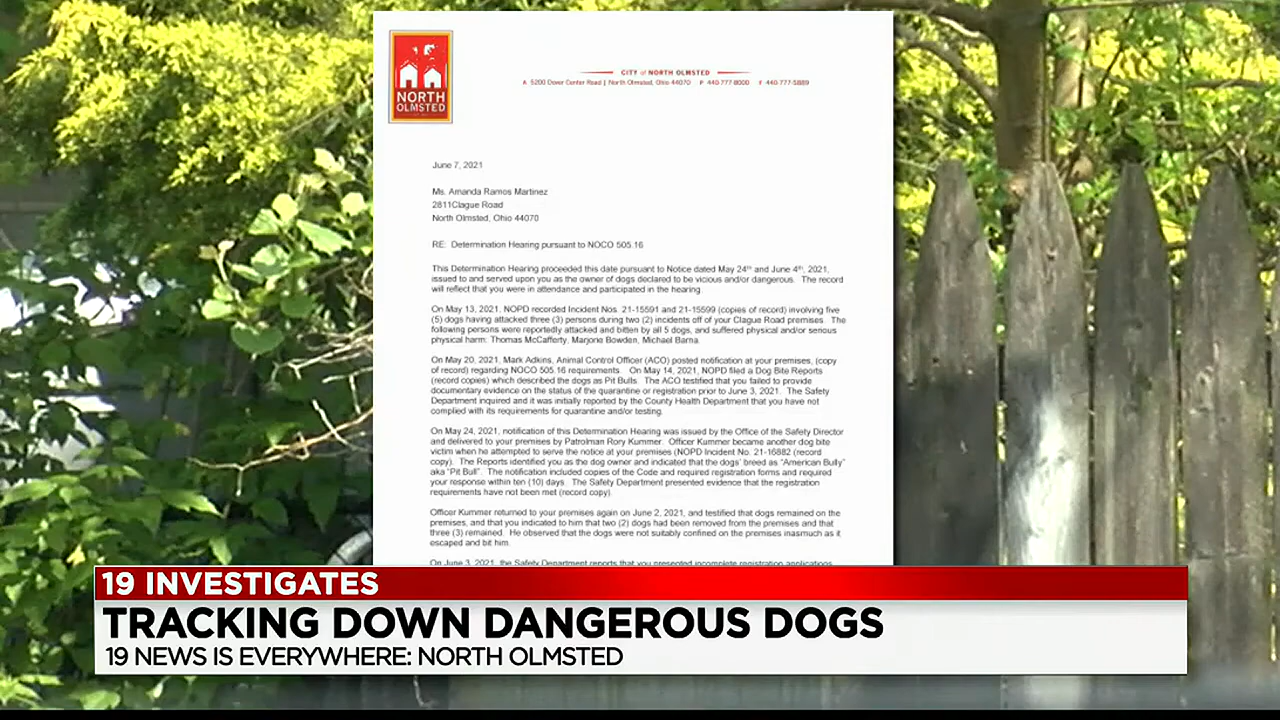 NORTH
OLMSTED
CITY of NORTH OLMSTED
A 5200 Dover Center Road | North Olmsted, Ohio 44070 P 440-777-8000 F 440-777-5889
June 7, 2021
Ms. Amanda Ramos Martinez
2811Clague Road
North Olmsted, Ohio 44070
RE: Determination Hearing pursuant to NOCO 505.16
This Determination Hearing proceeded this date pursuant to Notice dated May 24th and June 4th, 2021,
issued to and served upon you as the owner of dogs declared to be vicious and/or dangerous. The record
will reflect that you were in attendance and participated in the hearing.
On May 13, 2021, NOPD recorded Incident Nos. 21-15591 and 21-15599 (copies of record) involving five
(5) dogs having attacked three (3) persons during two (2) incidents off of your Clague Road premises. The
following persons were reportedly attacked and bitten by all 5 dogs, and suffered physical and/or serious
physical harm: Thomas McCafferty, Marjorie Bowden, Michael Barna.
On May 20, 2021, Mark Adkins, Animal Control Officer (ACO) posted notification at your premises, (copy
of record) regarding NOCO 505.16 requirements. On May 14, 2021, NOPD filed a Dog Bite Reports
(record copies) which described the dogs as Pit Bulls. The ACO testified that you failed to provide
documentary evidence on the status of the quarantine or registration prior to June 3, 2021. The Safety
Department inquired and it was initially reported by the County Health Department that you have not
complied with its requirements for quarantine and/or testing.
On May 24, 2021, notification of this Determination Hearing was issued by the Office of the Safety Director
and delivered to your premises by Patrolman Rory Kummer. Officer Kummer became another dog bite
victim when he attempted to serve the notice at your premises (NOPD Incident No. 21-16882 (record
copy). The Reports identified you as the dog owner and indicated that the dogs' breed as "American Bully"
aka "Pit Bull". The notification included copies of the Code and required registration forms and required
your response within ten (10) days. The Safety Department presented evidence that the registration
requirements have not been met (record copy).
Officer Kummer returned to your premises again on June 2, 2021, and testified that dogs remained on the
premises, and that you indicated to him that two (2) dogs had been removed from the premises and that
three (3) remained. He observed that the dogs were not suitably confined on the premises inasmuch as it
escaped and bit him.
On June 3, 2021, the Safety Department reports that you presented incomplete registration applications
19 INVESTIGATES
TRACKING DOWN DANGEROUS DOGS
19 NEWS IS EVERYWHERE: NORTH OLMSTED